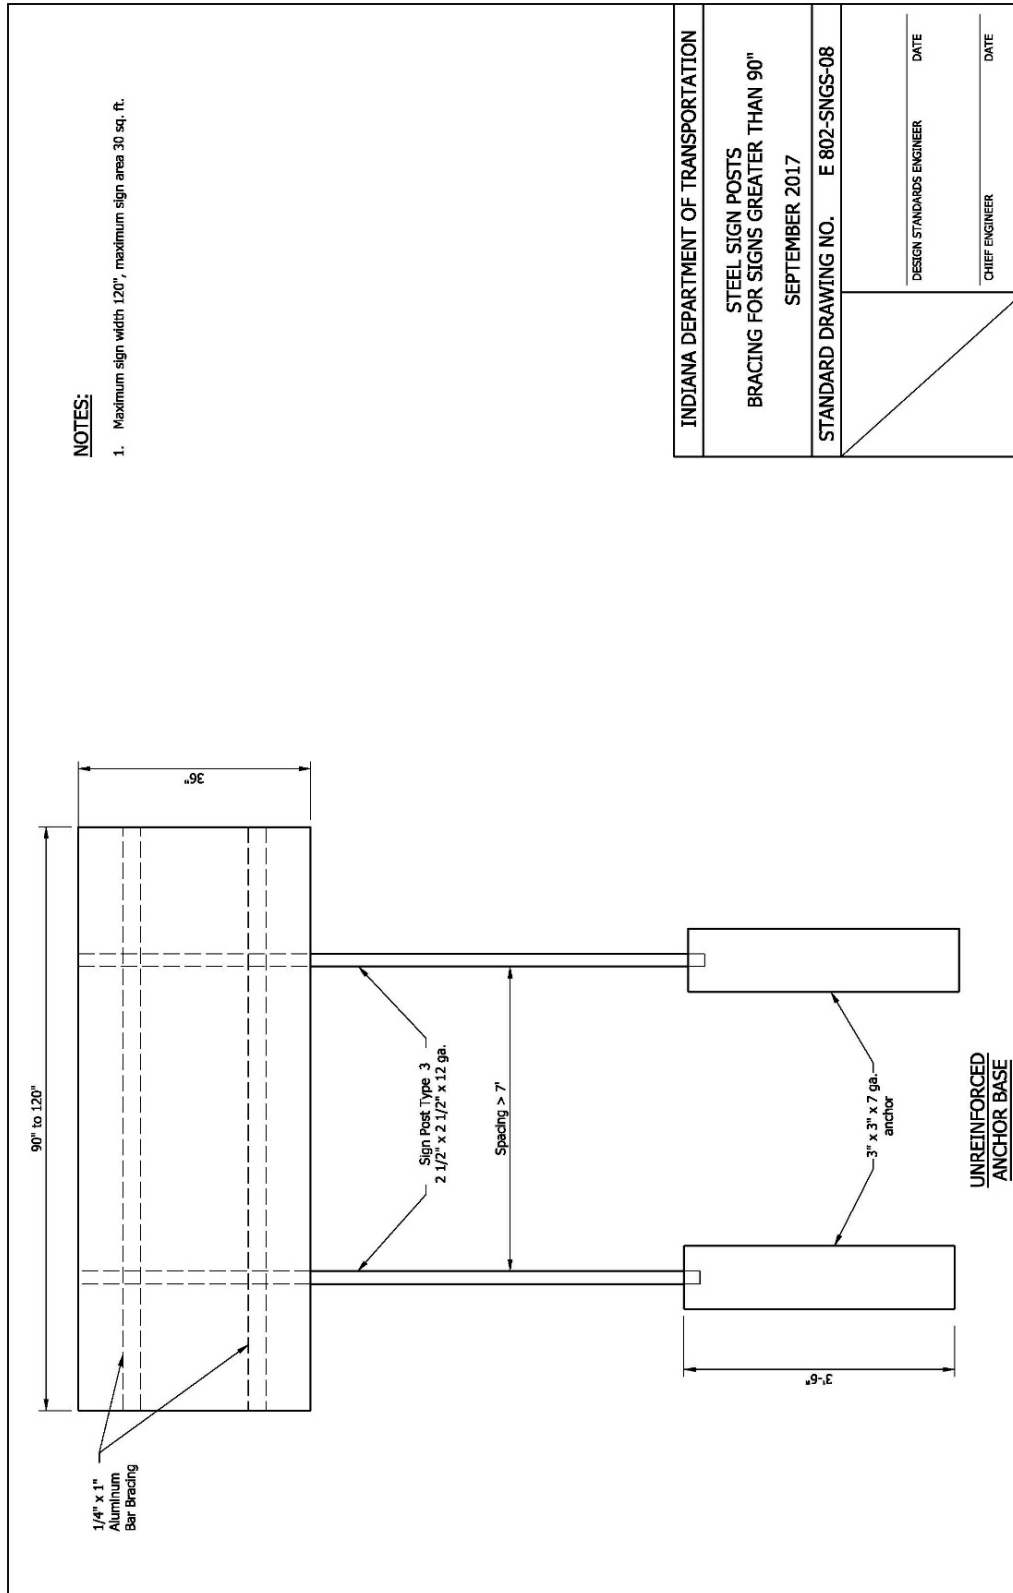 90" to 120"
36"
1/4" x 1"
Aluminum
Bar Bracing
Sign Post Type 3
2 1/2" x 2 1/2" x 12 ga.
Spacing > 7'
3" x 3" x 7 ga.
anchor
3'-6"
UNREINFORCED
ANCHOR BASE
NOTES:
1. Maximum sign width 120", maximum sign area 30 sq. ft.
INDIANA DEPARTMENT OF TRANSPORTATION
STEEL SIGN POSTS
BRACING FOR SIGNS GREATER THAN 90"
SEPTEMBER 2017
STANDARD DRAWING NO. E 802-SNGS-08
DESIGN STANDARDS ENGINEER DATE
CHIEF ENGINEER DATE